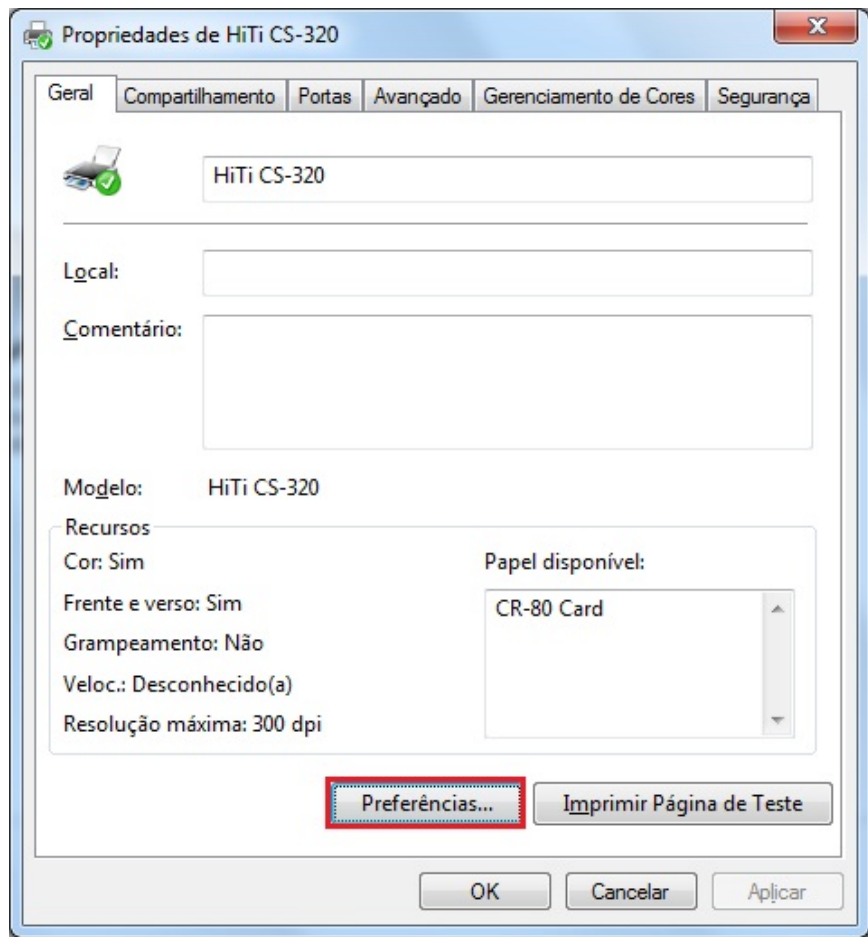 Propriedades de HiTi CS-320
Geral Compartilhamento Portas Avançado Gerenciamento de Cores Segurança
HiTi CS-320
Local:
Comentário:
Modelo: HiTi CS-320
Recursos
Cor: Sim Papel disponível:
Frente e verso: Sim CR-80 Card
Grampeamento: Não
Veloc.: Desconhecido(a)
Resolução máxima: 300 dpi
Preferências... Imprimir Página de Teste
OK Cancelar Aplicar